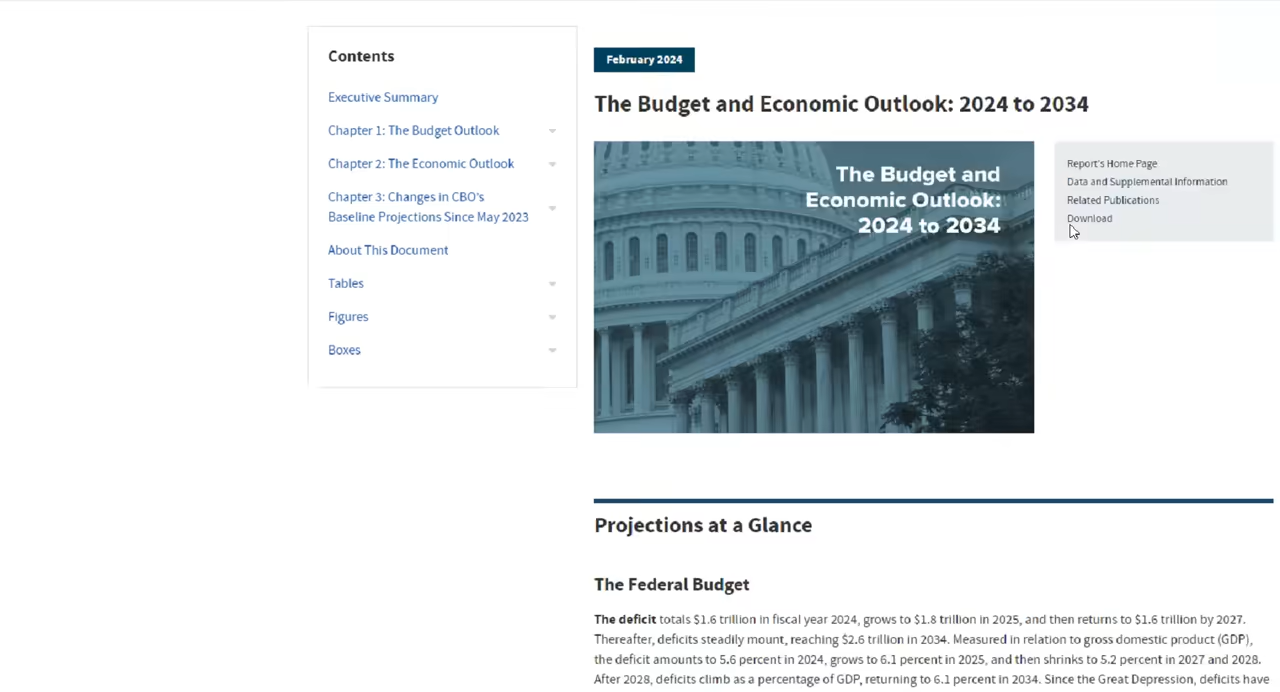 Contents
Executive Summary
Chapter 1: The Budget Outlook
Chapter 2: The Economic Outlook
Chapter 3: Changes in CBO's
Baseline Projections Since May 2023
About This Document
Tables
Figures
Boxes
February 2024
The Budget and Economic Outlook: 2024 to 2034
The Budget and
Economic Outlook:
2024 to 2034
Report's Home Page
Data and Supplemental Information
Related Publications
Download
Projections at a Glance
The Federal Budget
The deficit totals $1.6 trillion in fiscal year 2024, grows to $1.8 trillion in 2025, and then returns to $1.6 trillion by 2027.
Thereafter, deficits steadily mount, reaching $2.6 trillion in 2034. Measured in relation to gross domestic product (GDP),
the deficit amounts to 5.6 percent in 2024, grows to 6.1 percent in 2025, and then shrinks to 5.2 percent in 2027 and 2028.
After 2028, deficits climb as a percentage of GDP, returning to 6.1 percent in 2034. Since the Great Depression, deficits have